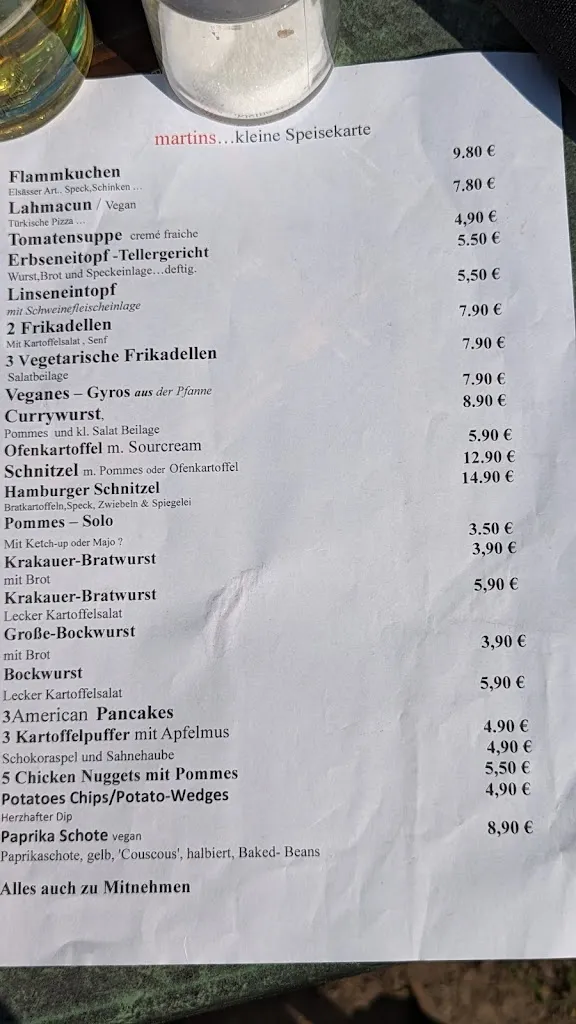 martins...kleine Speisekarte
Flammkuchen 9.80 €
Elsässer Art., Speck,Schinken ...
Lahmacun / Vegan 7.80 €
Türkische Pizza ...
Tomatensuppe cremé fraiche 4,90 €
Erbseneitopf -Tellergericht 5.50 €
Wurst,Brot und Speckeinlage...deftig.
Linseneintopf 5,50 €
mit Schweinefleischeinlage
2 Frikadellen 7.90 €
Mit Kartoffelsalat , Senf
3 Vegetarische Frikadellen 7.90 €
Salatbeilage
Veganes – Gyros aus der Pfanne 7.90 €
Currywurst, 8.90 €
Pommes und kl. Salat Beilage
Ofenkartoffel m. Sourcream 5.90 €
Schnitzel m. Pommes oder Ofenkartoffel 12.90 €
Hamburger Schnitzel 14.90 €
Bratkartoffeln,Speck, Zwiebeln & Spiegelei
Pommes – Solo
Mit Ketch-up oder Majo ? 3.50 €
Krakauer-Bratwurst 3,90 €
mit Brot
Krakauer-Bratwurst 5,90 €
Lecker Kartoffelsalat
Große-Bockwurst
mit Brot 3,90 €
Bockwurst
Lecker Kartoffelsalat 5,90 €
3American Pancakes 4.90 €
3 Kartoffelpuffer mit Apfelmus 4,90 €
Schokoraspel und Sahnehaube
5 Chicken Nuggets mit Pommes 5,50 €
Potatoes Chips/Potato-Wedges 4,90 €
Herzhafter Dip
Paprika Schote vegan 8,90 €
Paprikaschote, gelb, 'Couscous', halbiert, Baked- Beans
Alles auch zu Mitnehmen